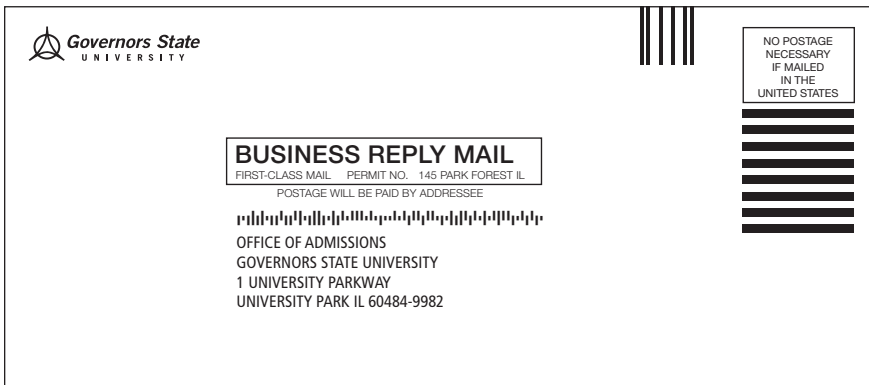 Governors State
UNIVERSITY
NO POSTAGE
NECESSARY
IF MAILED
IN THE
UNITED STATES
BUSINESS REPLY MAIL
FIRST-CLASS MAIL PERMIT NO. 145 PARK FOREST IL
POSTAGE WILL BE PAID BY ADDRESSEE
OFFICE OF ADMISSIONS
GOVERNORS STATE UNIVERSITY
1 UNIVERSITY PARKWAY
UNIVERSITY PARK IL 60484-9982